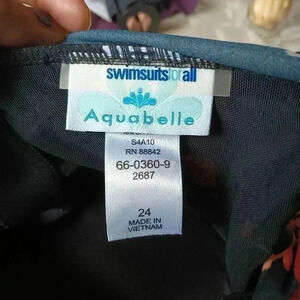 swimsuitsforall
Aquabelle
S4A10
RN 88842
66-0360-9
2687
24
MADE IN
VIETNAM